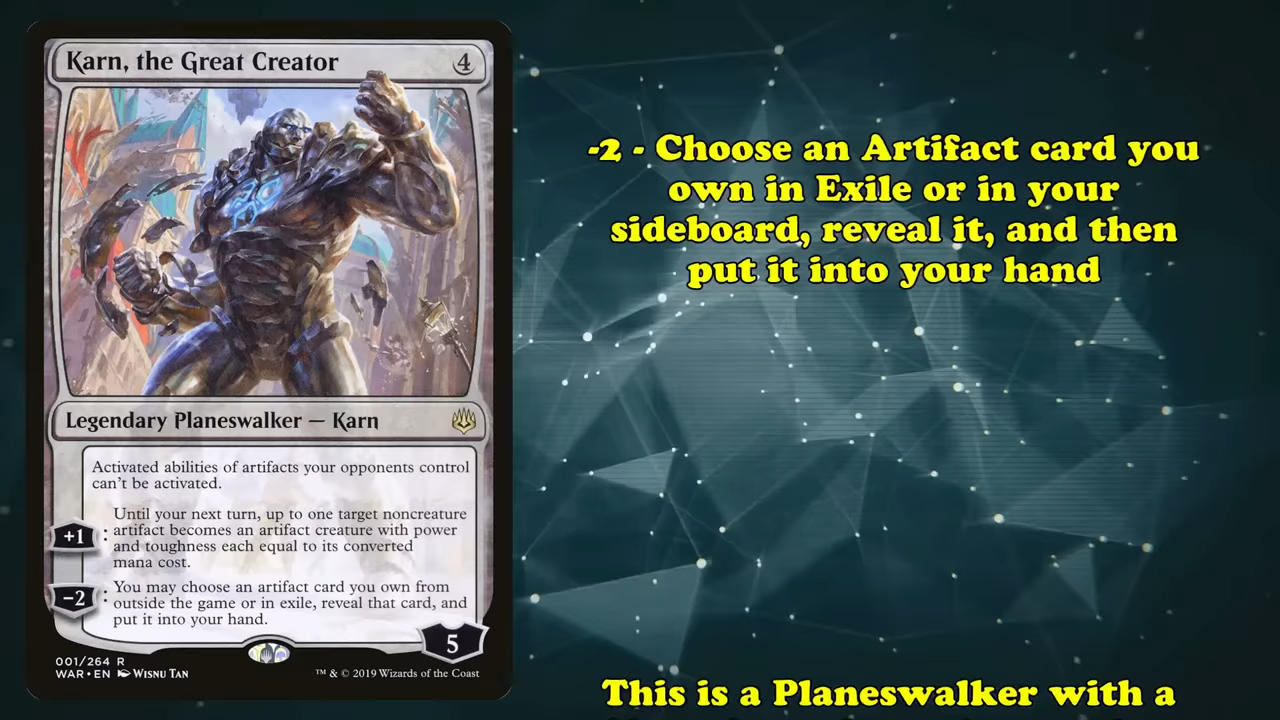 Karn, the Great Creator 4
Legendary Planeswalker — Karn
Activated abilities of artifacts your opponents control
can't be activated.
+1 : Until your next turn, up to one target noncreature
artifact becomes an artifact creature with power
and toughness each equal to its converted
mana cost.
-2 : You may choose an artifact card you own from
outside the game or in exile, reveal that card, and
put it into your hand.
5
001/264 R
WAR • EN Wisnu Tan
™ & © 2019 Wizards of the Coast
-2 - Choose an Artifact card you
own in Exile or in your
sideboard, reveal it, and then
put it into your hand
This is a Planeswalker with a